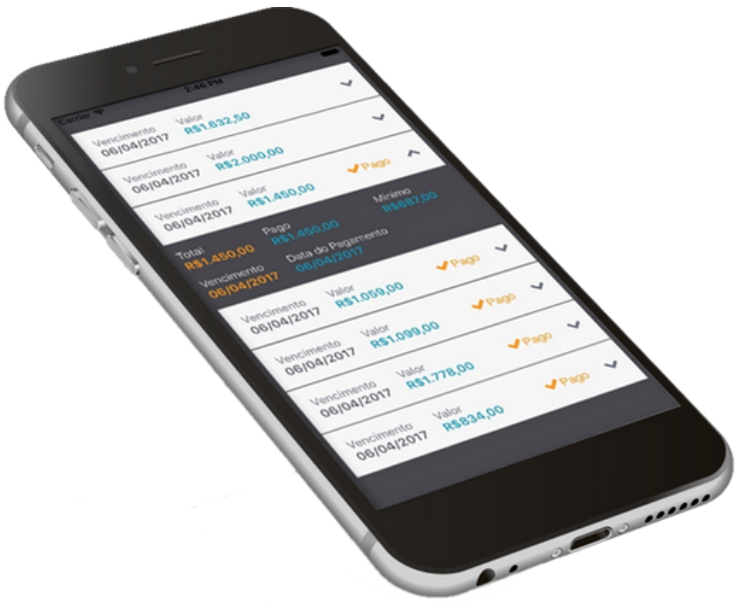 Carrier 2:46 PM
Vencimento Valor
06/04/2017 R$1.632,50
Vencimento Valor
06/04/2017 R$2.000,00
Vencimento Valor Pago
06/04/2017 R$1.450,00
Total Pago Mínimo
R$1.450,00 R$1.450,00 R$687,00
Vencimento Data do Pagamento
06/04/2017 06/04/2017
Vencimento Valor Pago
06/04/2017 R$1.059,00
Vencimento Valor Pago
06/04/2017 R$1.099,00
Vencimento Valor Pago
06/04/2017 R$1.778,00
Vencimento Valor Pago
06/04/2017 R$834,00